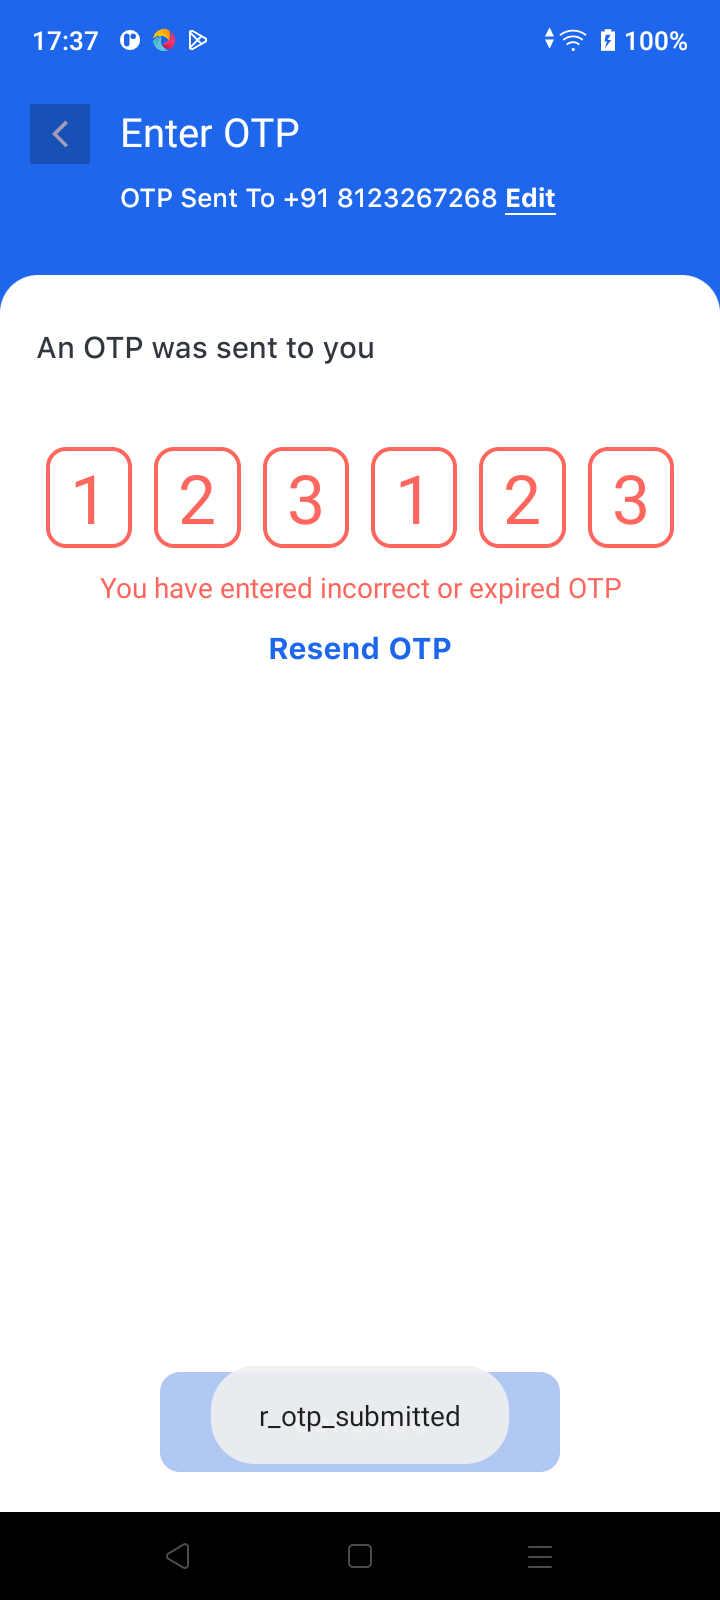 17:37
100%
Enter OTP
OTP Sent To +91 8123267268 Edit
An OTP was sent to you
1 2 3 1 2 3
You have entered incorrect or expired OTP
Resend OTP
r_otp_submitted